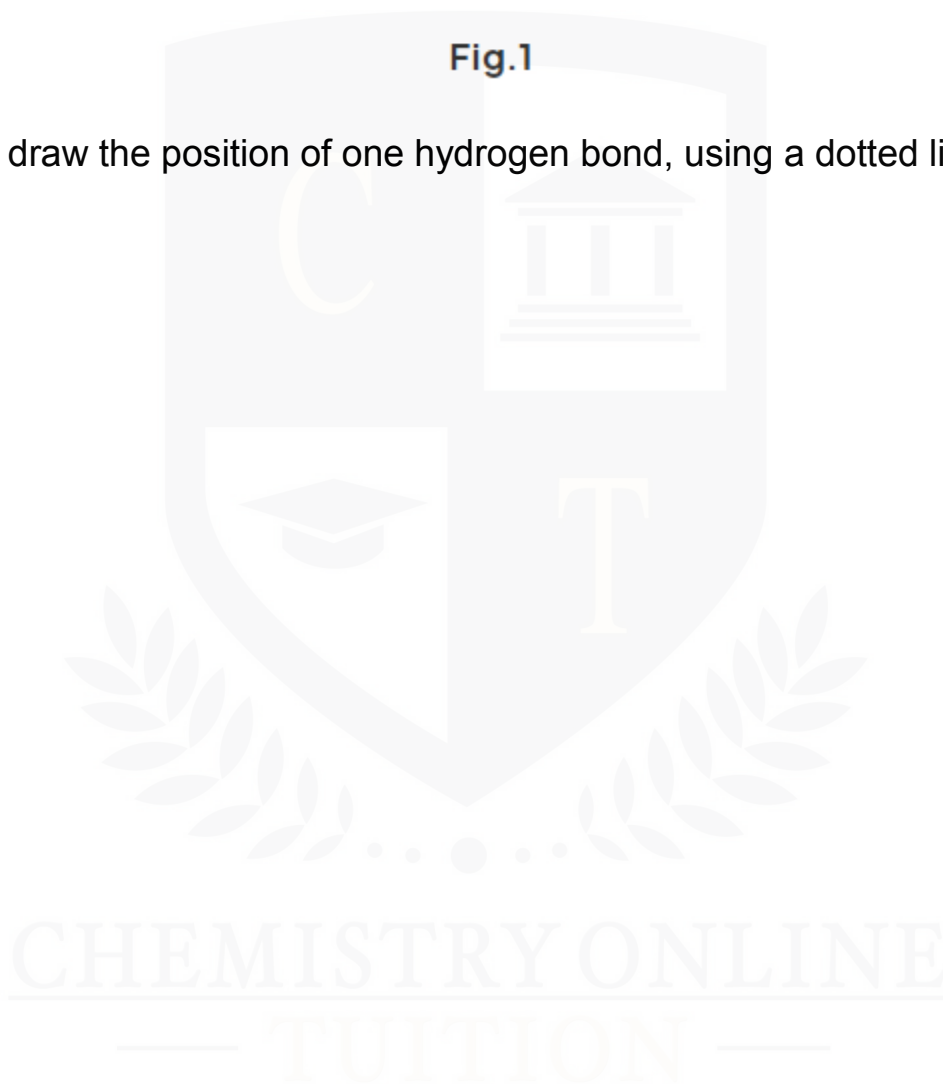 Fig.1
draw the position of one hydrogen bond, using a dotted li
C
T
CHEMISTRY ONLINE
TUITION